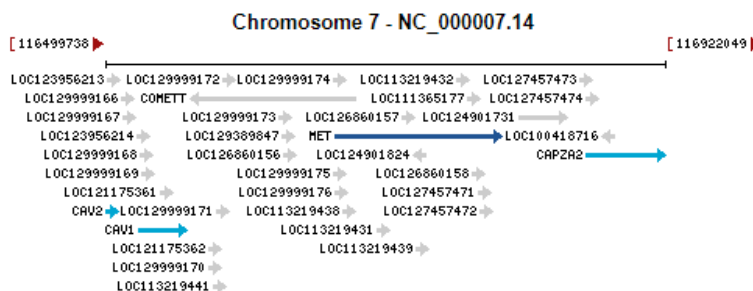 Chromosome 7 - NC_000007.14
[ 116499738 [ 116922049
LOC123956213 LOC129999172 LOC129999174 LOC113219432 LOC127457473
LOC129999166 COMETT LOC111365177 LOC127457474
LOC129999167 LOC129999173 LOC126860157 LOC124901731
LOC123956214 LOC129389847 MET LOC100418716
LOC129999168 LOC126860156 LOC124901824 CAPZA2
LOC129999169 LOC129999175 LOC126860158
LOC121175361 LOC129999176 LOC127457471
CAV2 LOC129999171 LOC113219438 LOC127457472
CAV1 LOC113219431
LOC121175362 LOC113219439
LOC129999170
LOC113219441